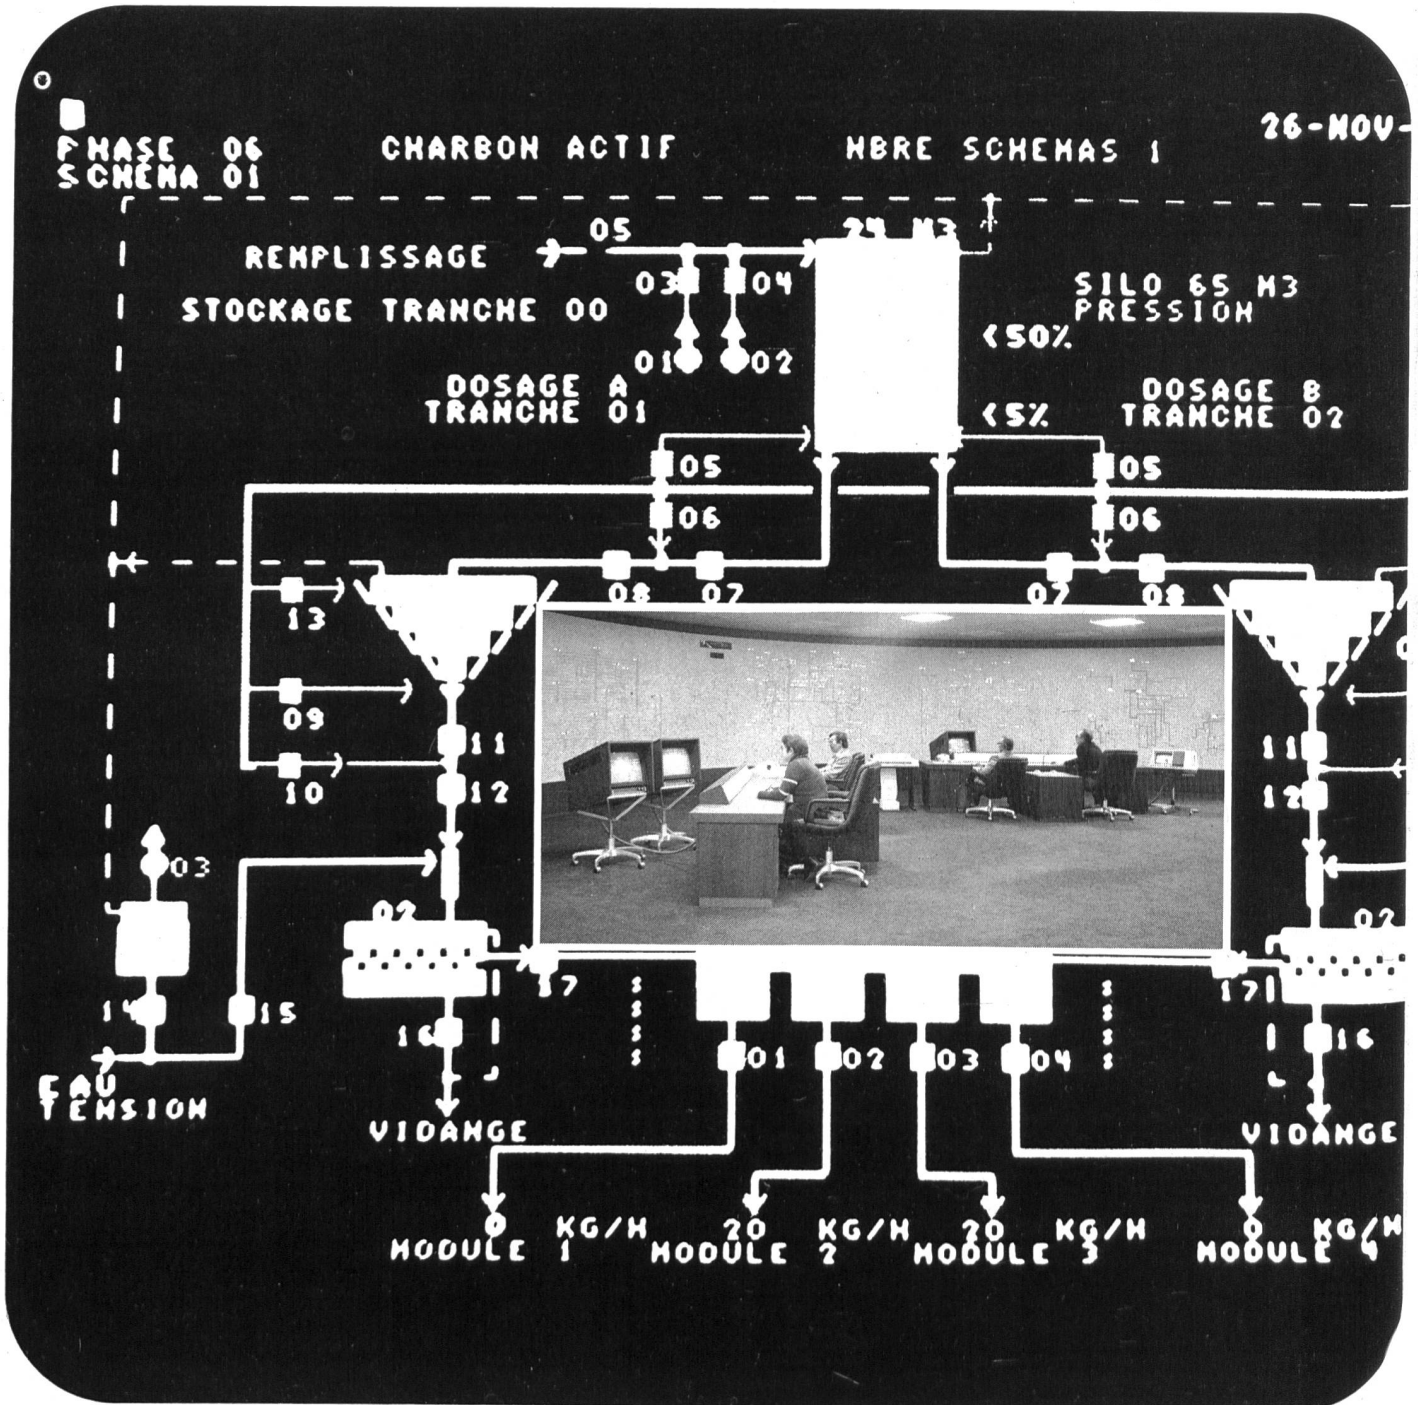 26-NOV-
PHASE 06 CHARBON ACTIF NBRE SCHEMAS 1
SCHEMA 01
05 24 M3
REMPLISSAGE
03 04 SILO 65 M3
STOCKAGE TRANCHE 00 PRESSION
<50%
01 02
DOSAGE A DOSAGE B
TRANCHE 01 <5% TRANCHE 02
05 05
06 06
08 07 07 08
13
09
11 11
10 12 12
03
02 02
17 17
14 15
16 16
01 02 03 04
EAU
TENSION
VIDANGE VIDANGE
0 KG/H 20 KG/H 20 KG/H 0 KG/H
MODULE 1 MODULE 2 MODULE 3 MODULE 4